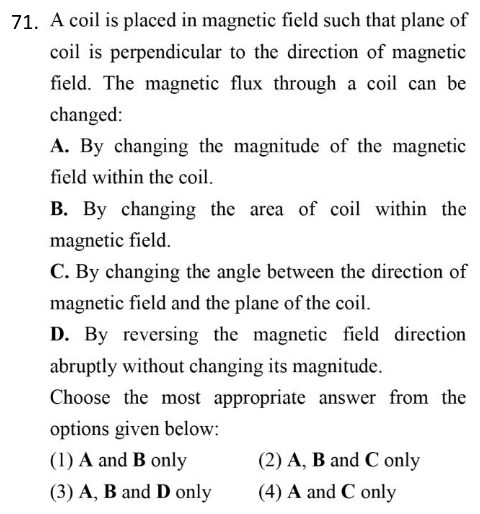 71. A coil is placed in magnetic field such that plane of
coil is perpendicular to the direction of magnetic
field. The magnetic flux through a coil can be
changed:
A. By changing the magnitude of the magnetic
field within the coil.
B. By changing the area of coil within the
magnetic field.
C. By changing the angle between the direction of
magnetic field and the plane of the coil.
D. By reversing the magnetic field direction
abruptly without changing its magnitude.
Choose the most appropriate answer from the
options given below:
(1) A and B only (2) A, B and C only
(3) A, B and D only (4) A and C only